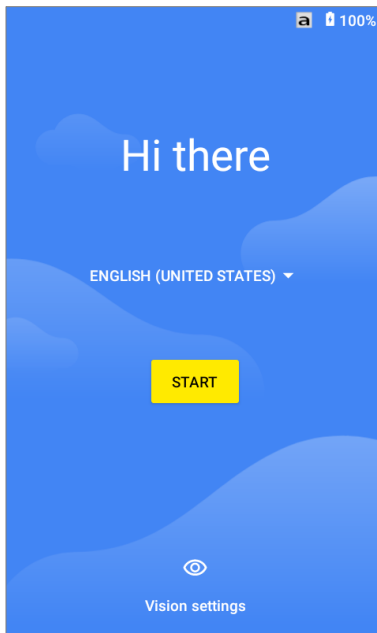 a 100%
Hi there
ENGLISH (UNITED STATES)
START
Vision settings